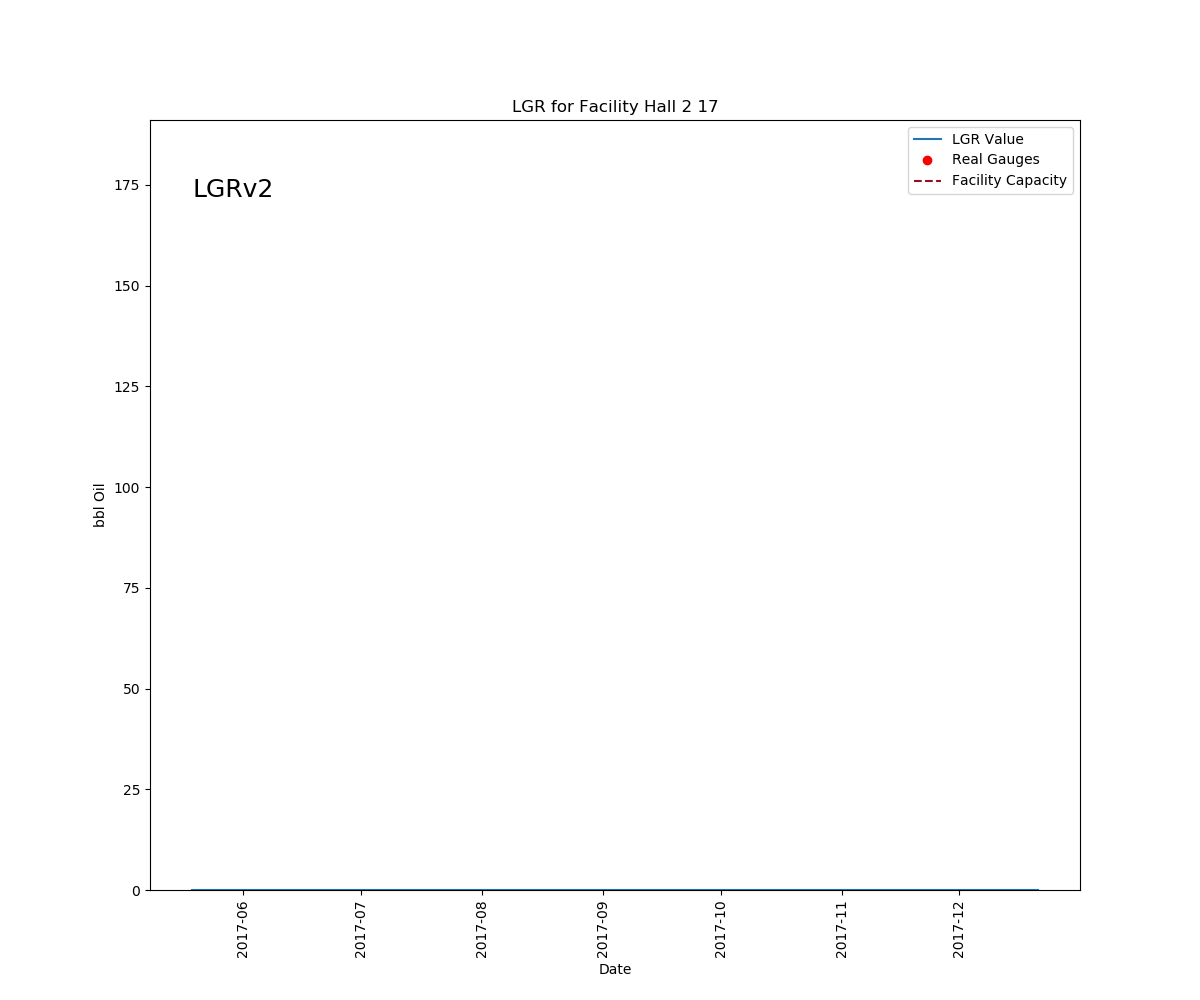 LGR for Facility Hall 2 17
LGRv2
LGR Value
Real Gauges
Facility Capacity
bbl Oil
175
150
125
100
75
50
25
0
2017-06
2017-07
2017-08
2017-09
2017-10
2017-11
2017-12
Date